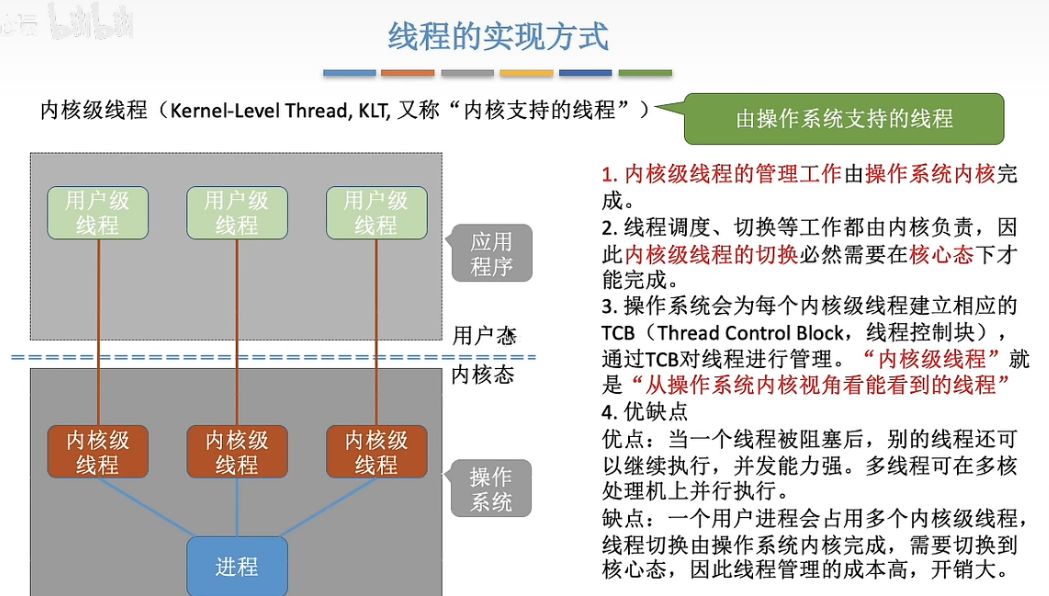 线程的实现方式
内核级线程（Kernel-Level Thread, KLT, 又称“内核支持的线程”）
由操作系统支持的线程
用户级
线程
用户级
线程
用户级
线程
应用
程序
用户态
内核态
内核级
线程
内核级
线程
内核级
线程
操作
系统
进程
1. 内核级线程的管理工作由操作系统内核完
成。
2. 线程调度、切换等工作都由内核负责，因
此内核级线程的切换必然需要在核心态下才
能完成。
3. 操作系统会为每个内核级线程建立相应的
TCB（Thread Control Block，线程控制块），
通过TCB对线程进行管理。“内核级线程”就
是“从操作系统内核视角看能看到的线程”
4. 优缺点
优点：当一个线程被阻塞后，别的线程还可
以继续执行，并发能力强。多线程可在多核
处理机上并行执行。
缺点：一个用户进程会占用多个内核级线程，
线程切换由操作系统内核完成，需要切换到
核心态，因此线程管理的成本高，开销大。